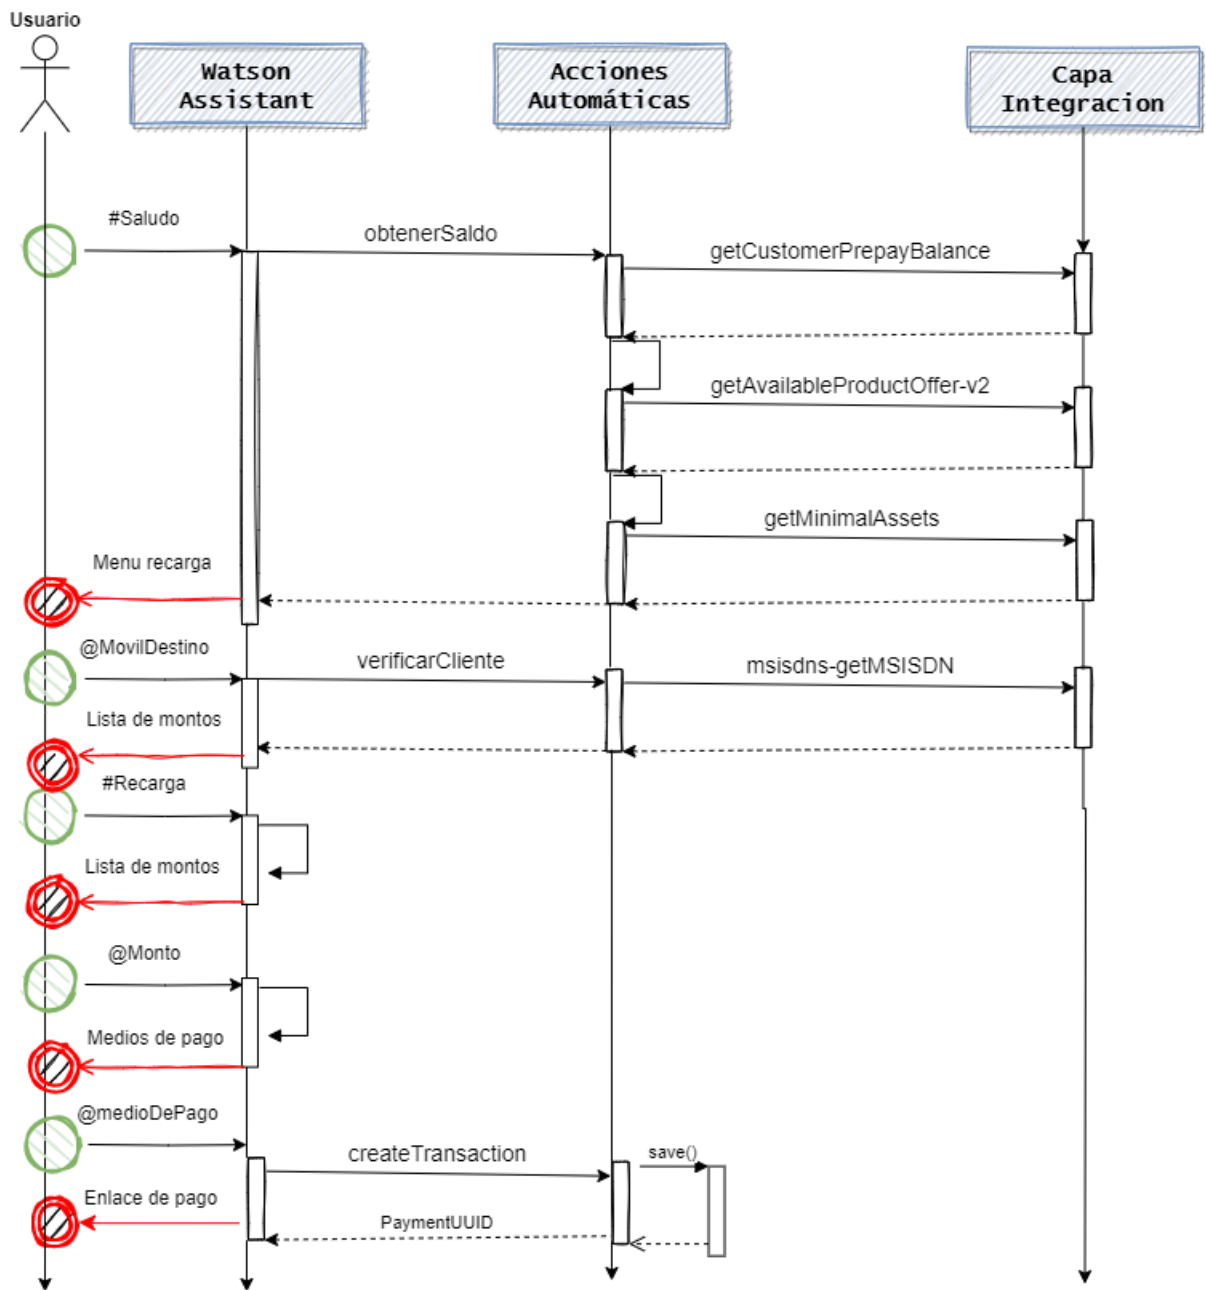 Usuario
Watson
Assistant
Acciones
Automáticas
Capa
Integracion
#Saludo
obtenerSaldo
getCustomerPrepayBalance
getAvailableProductOffer-v2
getMinimalAssets
Menu recarga
@MovilDestino
verificarCliente
msisdns-getMSISDN
Lista de montos
#Recarga
Lista de montos
@Monto
Medios de pago
@medioDePago
createTransaction
save()
Enlace de pago
PaymentUUID